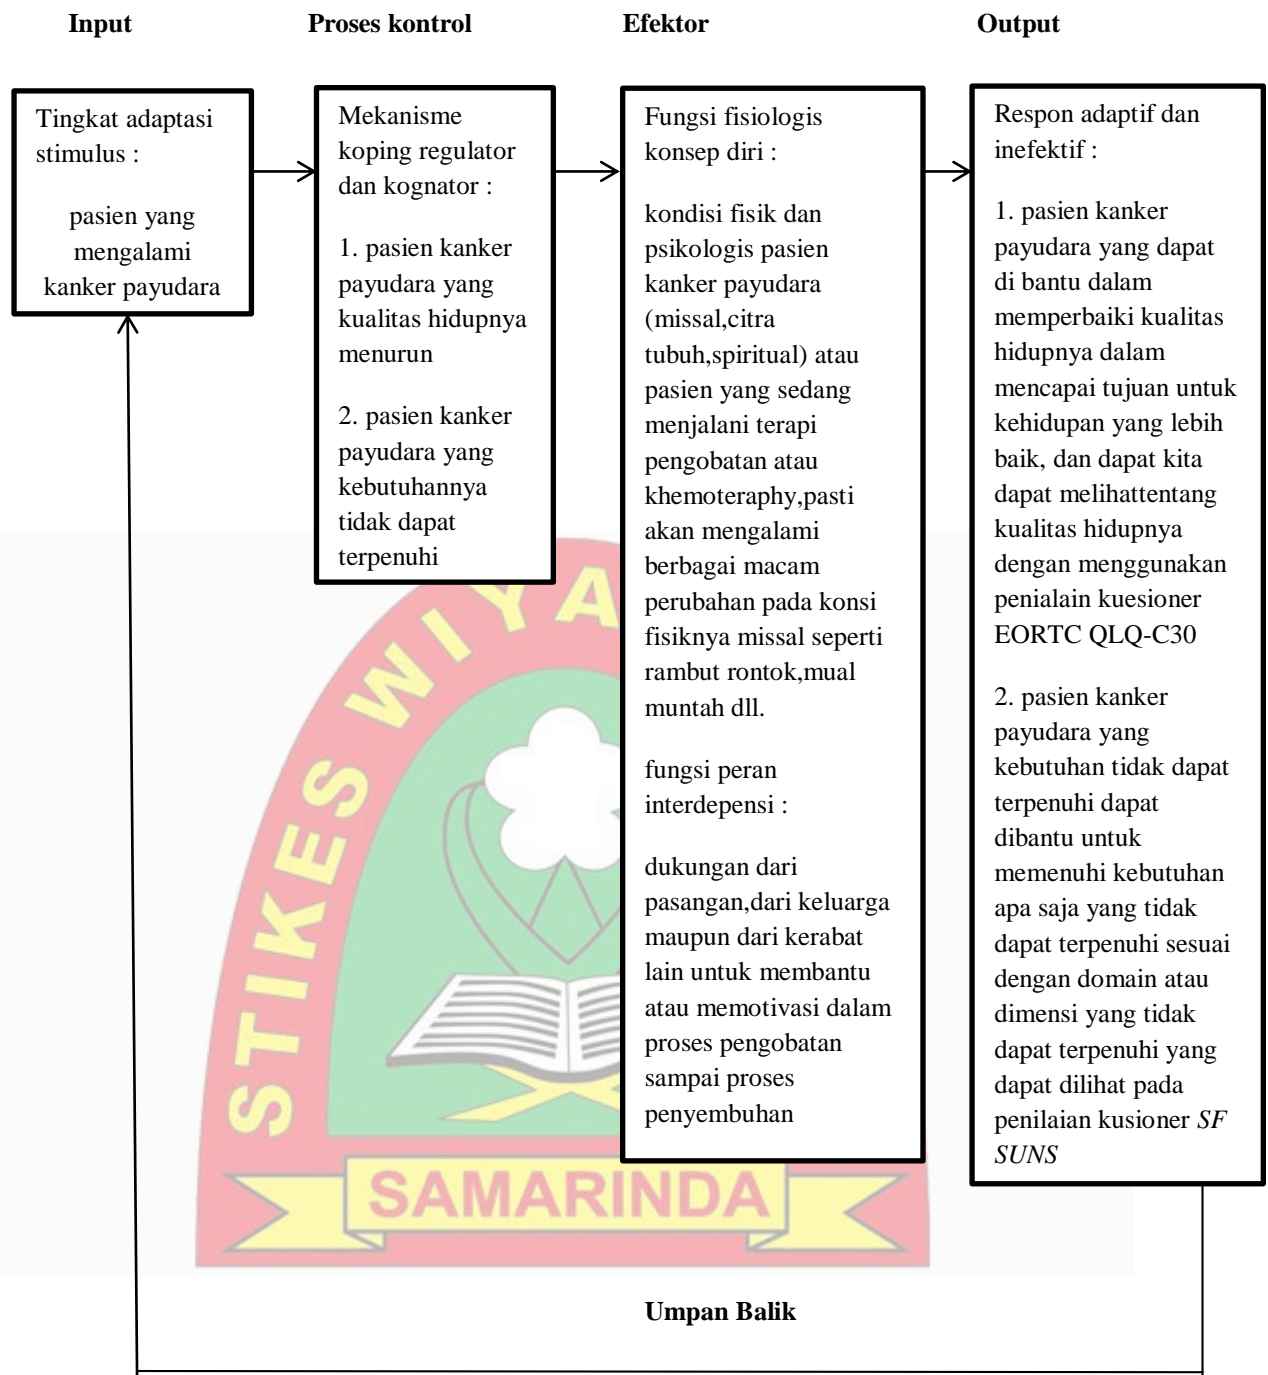 Input Proses kontrol Efektor Output
Tingkat adaptasi
stimulus :
pasien yang
mengalami
kanker payudara
Mekanisme
koping regulator
dan kognator :
1. pasien kanker
payudara yang
kualitas hidupnya
menurun
2. pasien kanker
payudara yang
kebutuhannya
tidak dapat
terpenuhi
Fungsi fisiologis
konsep diri :
kondisi fisik dan
psikologis pasien
kanker payudara
(missal,citra
tubuh,spiritual) atau
pasien yang sedang
menjalani terapi
pengobatan atau
khemoteraphy,pasti
akan mengalami
berbagai macam
perubahan pada konsi
fisiknya missal seperti
rambut rontok,mual
muntah dll.
fungsi peran
interdepensi :
dukungan dari
pasangan,dari keluarga
maupun dari kerabat
lain untuk membantu
atau memotivasi dalam
proses pengobatan
sampai proses
penyembuhan
Respon adaptif dan
inefektif :
1. pasien kanker
payudara yang dapat
di bantu dalam
memperbaiki kualitas
hidupnya dalam
mencapai tujuan untuk
kehidupan yang lebih
baik, dan dapat kita
dapat melihattentang
kualitas hidupnya
dengan menggunakan
penialain kuesioner
EORTC QLQ-C30
2. pasien kanker
payudara yang
kebutuhan tidak dapat
terpenuhi dapat
dibantu untuk
memenuhi kebutuhan
apa saja yang tidak
dapat terpenuhi sesuai
dengan domain atau
dimensi yang tidak
dapat terpenuhi yang
dapat dilihat pada
penilaian kusioner SF
SUNS
STIKES WIYA
SAMARINDA
Umpan Balik